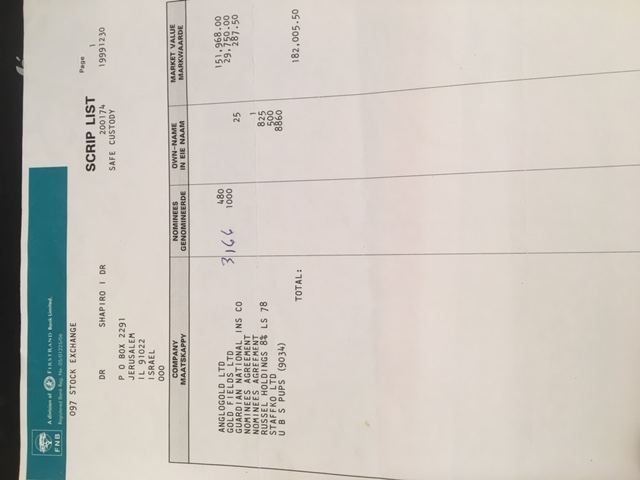 FNB
A division of FIRSTRAND Bank Limited.
Registered Bank Reg. No. 05/01225/06
097 STOCK EXCHANGE
SCRIP LIST
Page 1
DR SHAPIRO I DR
200174 19991230
SAFE CUSTODY
P O BOX 2291
JERUSALEM
IL 91022
ISRAEL
000
COMPANY NOMINEES OWN-NAME MARKET VALUE
MAATSKAPPY GENOMINEERDE IN EIE NAAM MARKWAARDE
ANGLOGOLD LTD 480 151,968.00
GOLD FIELDS LTD 3166 1000 29,750.00
GUARDIAN NATIONAL INS CO 25 287.50
NOMINEES AGREEMENT
NOMINEES AGREEMENT 1
RUSSEL HOLDINGS 8% LS 78 825
STAFFKO LTD 500
U B S PUPS (9034) 8860
TOTAL: 182,005.50